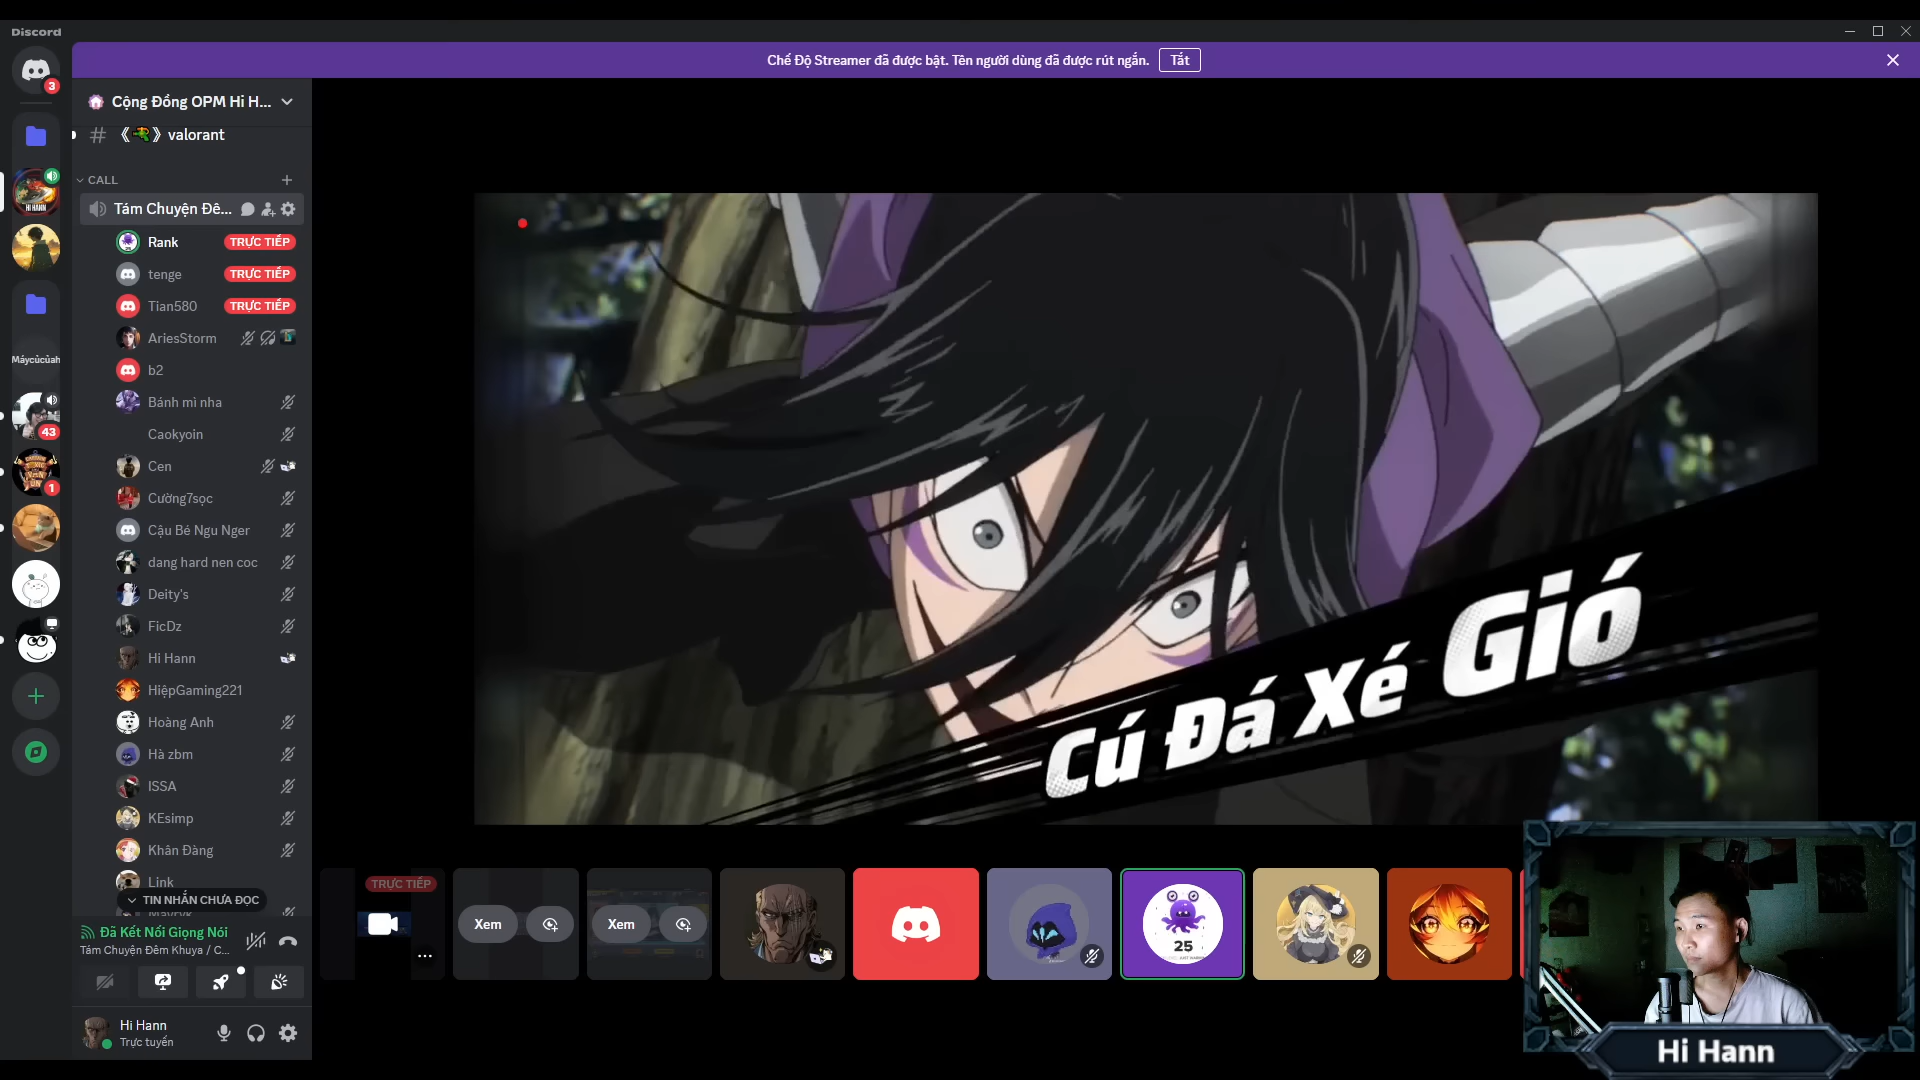 Discord
Chế Độ Streamer đã được bật. Tên người dùng đã được rút ngắn.
Tắt
3
Cộng Đồng OPM Hi H...
《 》 valorant
CALL
HI HANN
Tám Chuyện Đê...
Rank
TRỰC TIẾP
tenge
TRỰC TIẾP
Tian580
TRỰC TIẾP
AriesStorm
Máycủcuàh
b2
Bánh mì nha
43
Caokyoin
Cen
1
Cường7sọc
Cậu Bé Ngu Nger
dang hard nen coc
Deity's
FicDz
Hi Hann
HiệpGaming221
Hoàng Anh
Hà zbm
ISSA
KEsimp
Khăn Đàng
Link
TIN NHẮN CHƯA ĐỌC
Đã Kết Nối Giọng Nói
Tám Chuyện Đêm Khuya / C...
Hi Hann
Trực tuyến
Cú Đá Xé Gió
TRỰC TIẾP
Xem
Xem
25
Hi Hann